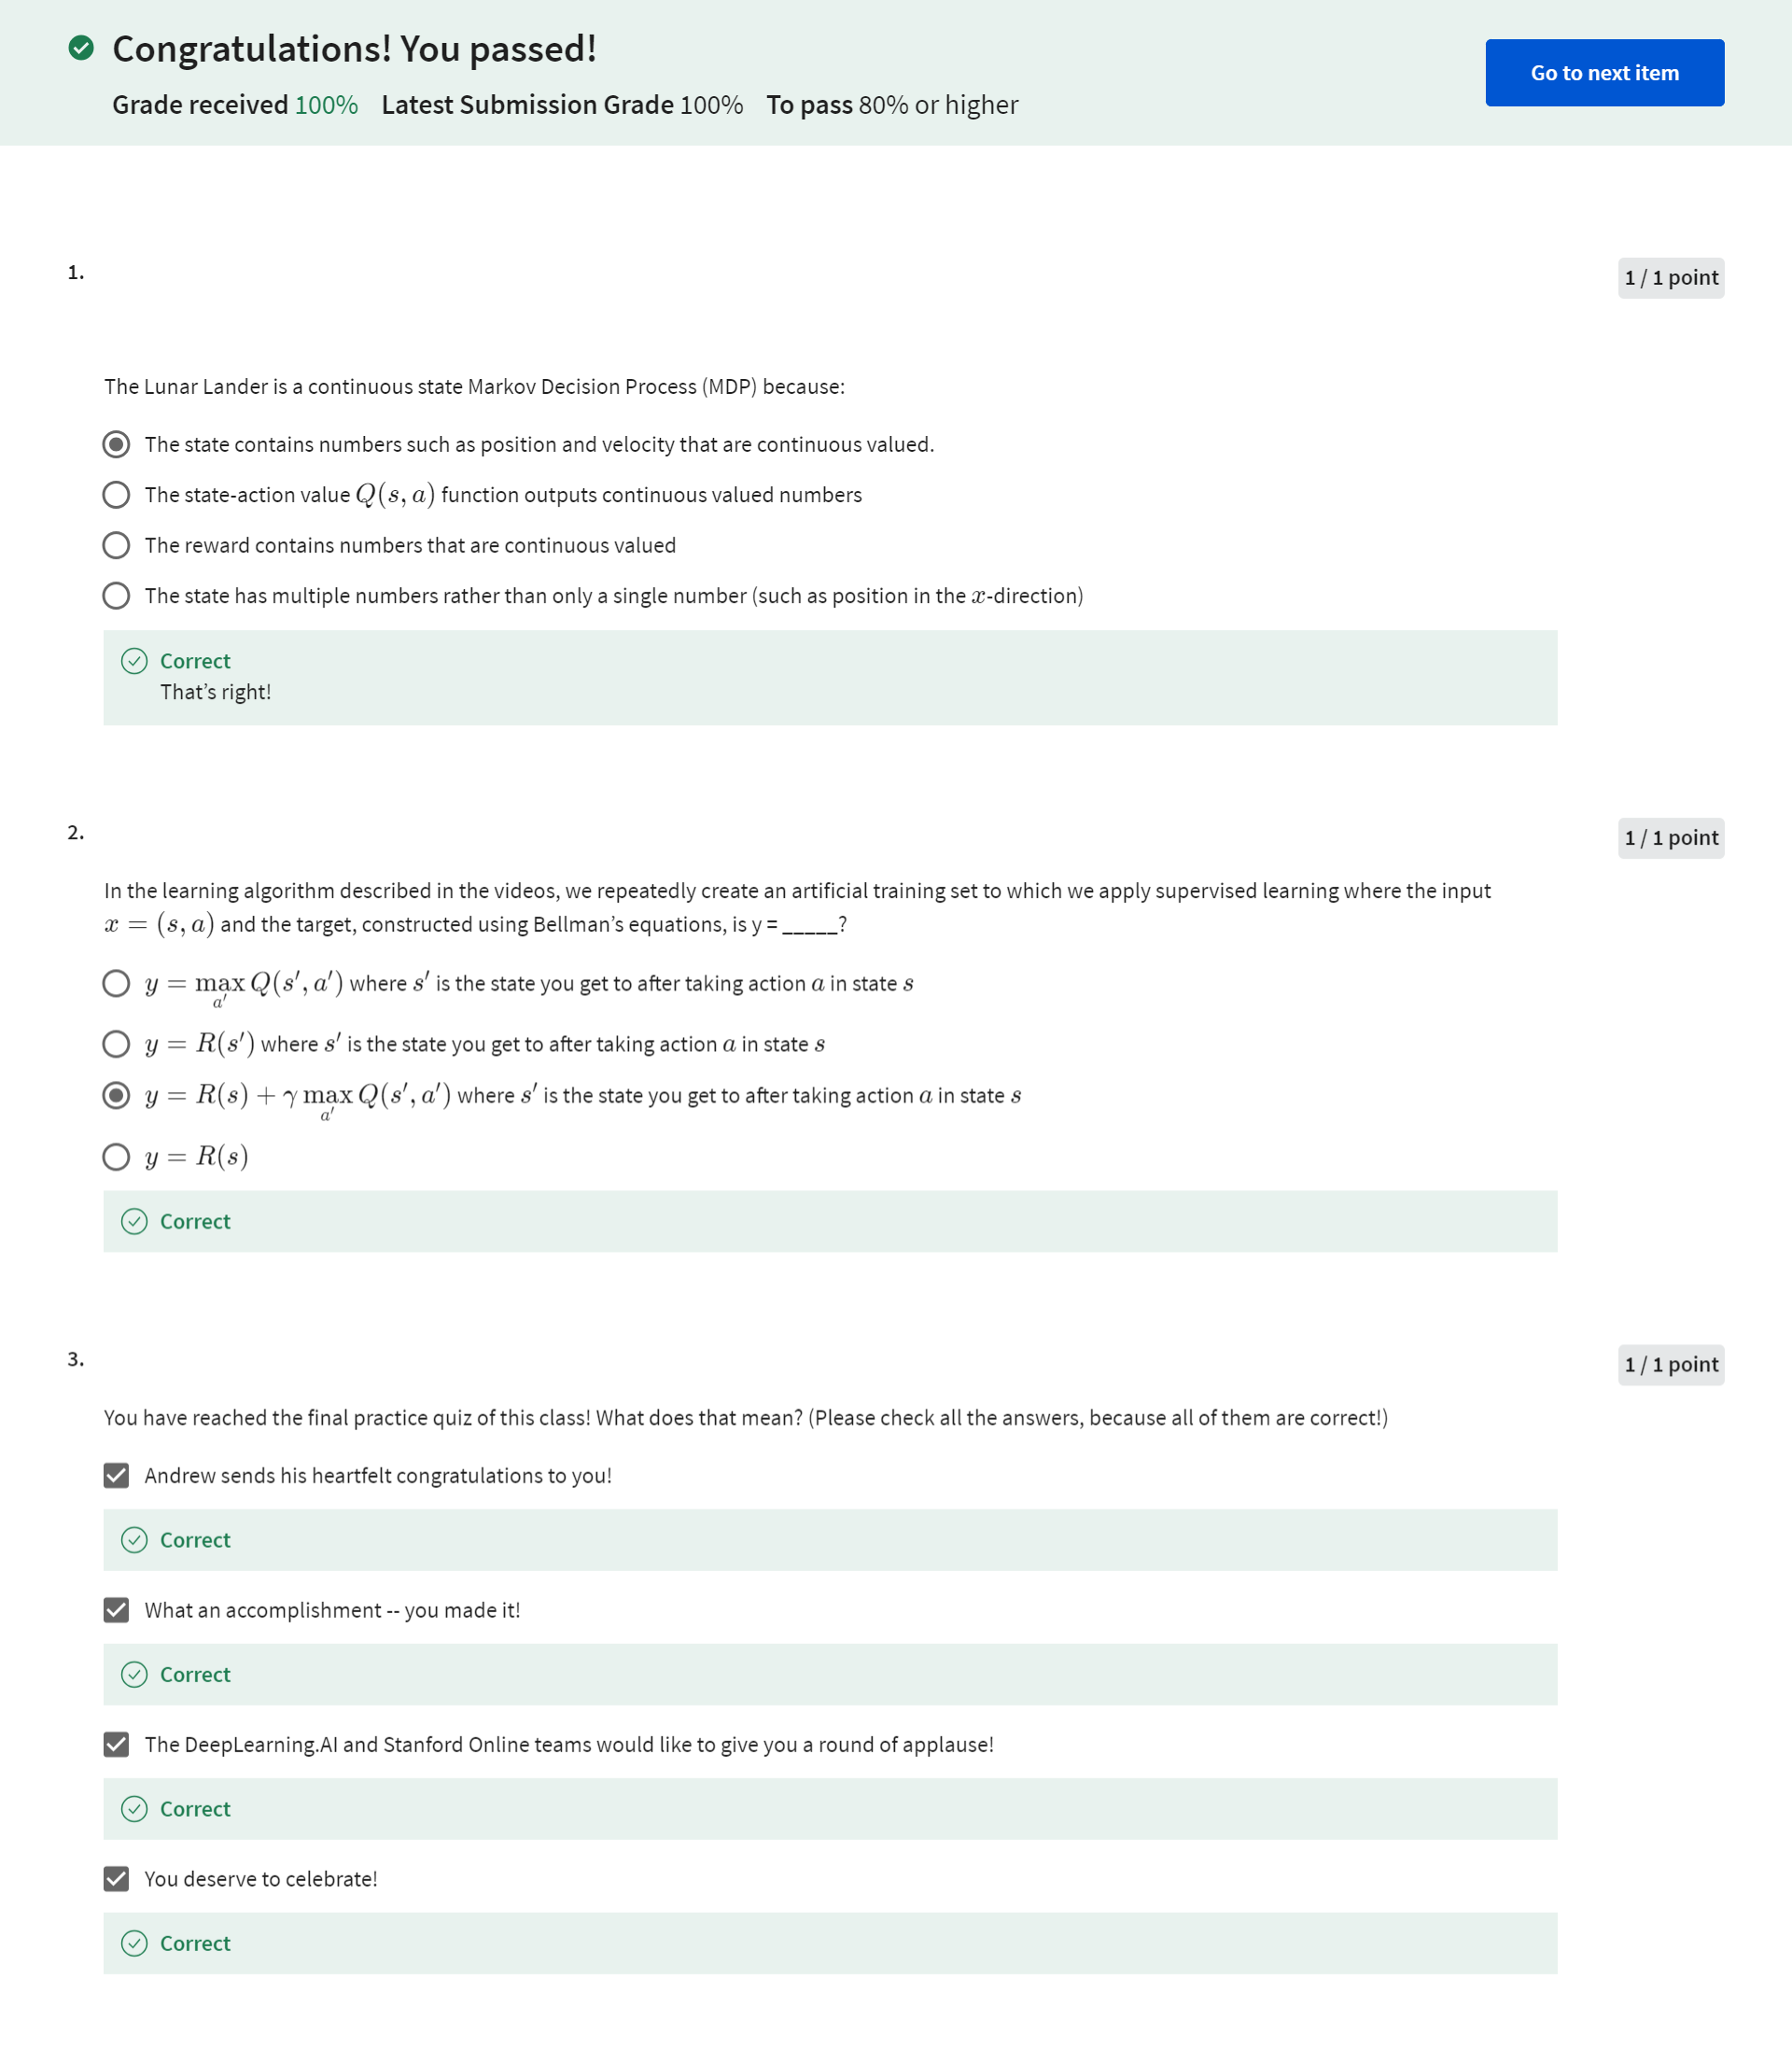 Congratulations! You passed!
Go to next item
Grade received 100% Latest Submission Grade 100% To pass 80% or higher
1.
1 / 1 point
The Lunar Lander is a continuous state Markov Decision Process (MDP) because:
The state contains numbers such as position and velocity that are continuous valued.
The state-action value Q(s, a) function outputs continuous valued numbers
The reward contains numbers that are continuous valued
The state has multiple numbers rather than only a single number (such as position in the x-direction)
Correct
That’s right!
2.
1 / 1 point
In the learning algorithm described in the videos, we repeatedly create an artificial training set to which we apply supervised learning where the input
x = (s, a) and the target, constructed using Bellman’s equations, is y = _____?
y = max Q(s′, a′) where s′ is the state you get to after taking action a in state s
a′
y = R(s′) where s′ is the state you get to after taking action a in state s
y = R(s) + γ max Q(s′, a′) where s′ is the state you get to after taking action a in state s
a′
y = R(s)
Correct
3.
1 / 1 point
You have reached the final practice quiz of this class! What does that mean? (Please check all the answers, because all of them are correct!)
Andrew sends his heartfelt congratulations to you!
Correct
What an accomplishment -- you made it!
Correct
The DeepLearning.AI and Stanford Online teams would like to give you a round of applause!
Correct
You deserve to celebrate!
Correct